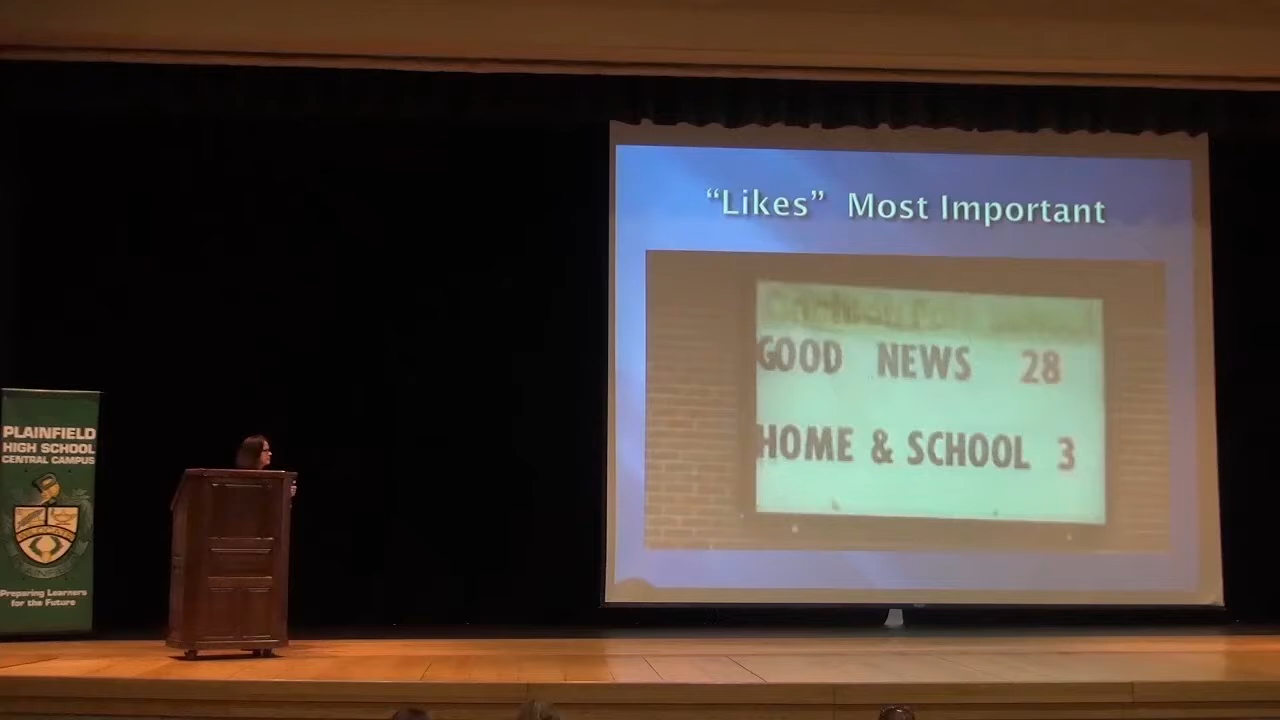 “Likes” Most Important
GOOD NEWS 28
HOME & SCHOOL 3
PLAINFIELD
HIGH SCHOOL
CENTRAL CAMPUS
Preparing Learners
for the Future